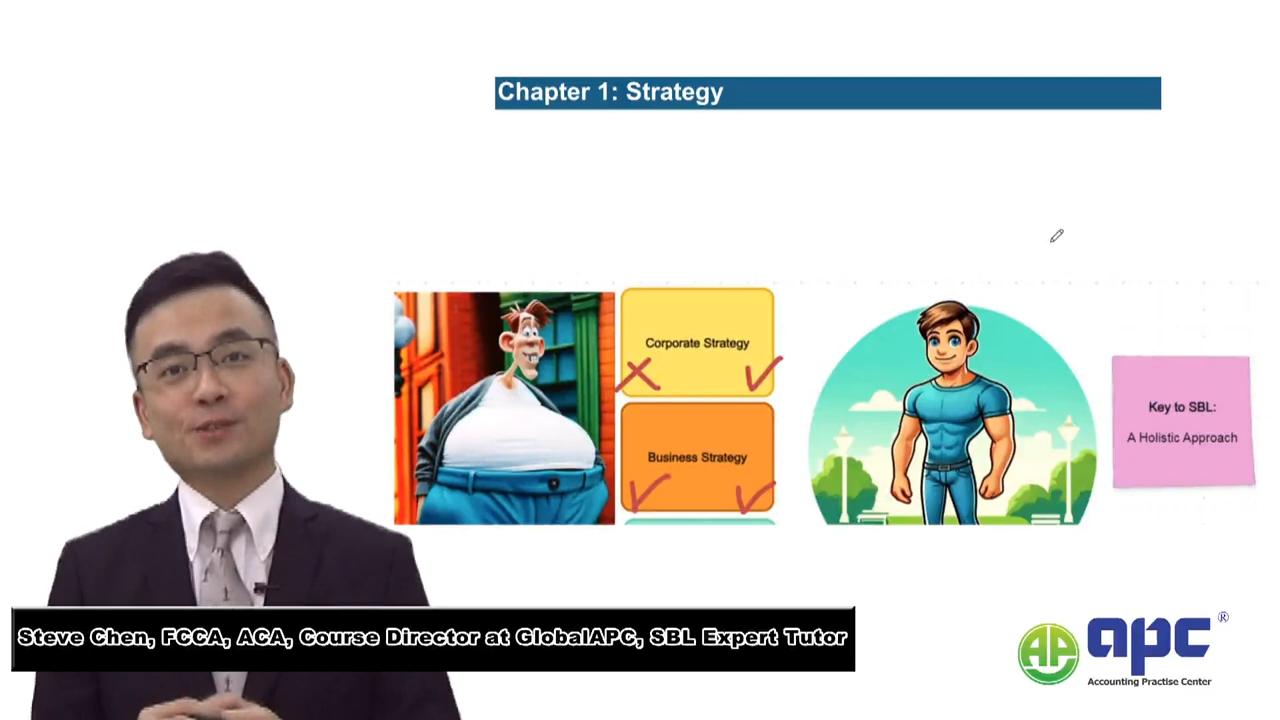 Chapter 1: Strategy
Corporate Strategy
Business Strategy
Key to SBL:
A Holistic Approach
Steve Chen, FCCA, ACA, Course Director at GlobalAPC, SBL Expert Tutor
AP apc ®
Accounting Practise Center